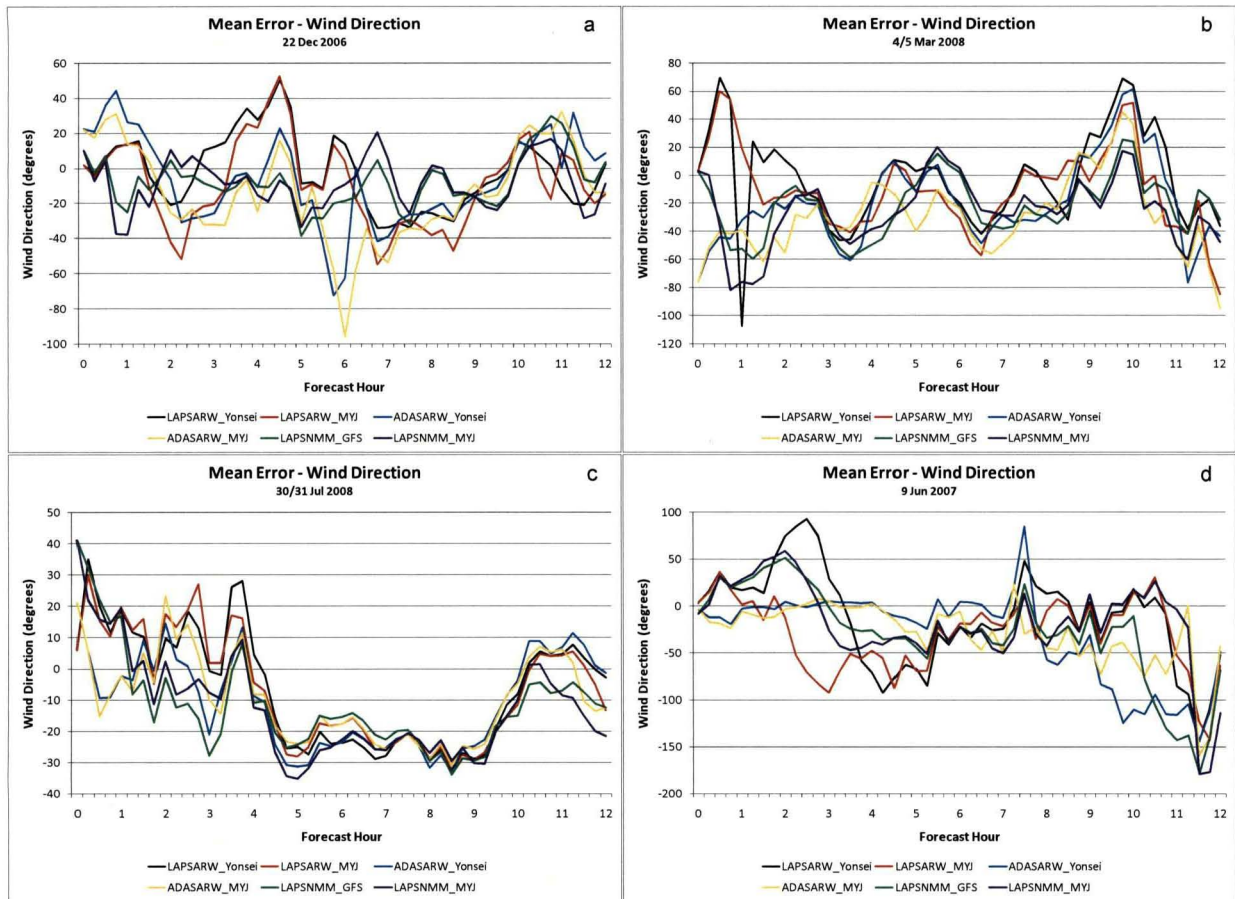 Mean Error - Wind Direction
a
22 Dec 2006
Wind Direction (degrees)
60
40
20
0
-20
-40
-60
-80
-100
0 1 2 3 4 5 6 7 8 9 10 11 12
Forecast Hour
LAPSARW_Yonsei LAPSARW_MYJ ADASARW_Yonsei
ADASARW_MYJ LAPSNMM_GFS LAPSNMM_MYJ
Mean Error - Wind Direction
b
4/5 Mar 2008
Wind Direction (degrees)
80
60
40
20
0
-20
-40
-60
-80
-100
-120
0 1 2 3 4 5 6 7 8 9 10 11 12
Forecast Hour
LAPSARW_Yonsei LAPSARW_MYJ ADASARW_Yonsei
ADASARW_MYJ LAPSNMM_GFS LAPSNMM_MYJ
Mean Error - Wind Direction
c
30/31 Jul 2008
Wind Direction (degrees)
50
40
30
20
10
0
-10
-20
-30
-40
0 1 2 3 4 5 6 7 8 9 10 11 12
Forecast Hour
LAPSARW_Yonsei LAPSARW_MYJ ADASARW_Yonsei
ADASARW_MYJ LAPSNMM_GFS LAPSNMM_MYJ
Mean Error - Wind Direction
d
9 Jun 2007
Wind Direction (degrees)
100
50
0
-50
-100
-150
-200
0 1 2 3 4 5 6 7 8 9 10 11 12
Forecast Hour
LAPSARW_Yonsei LAPSARW_MYJ ADASARW_Yonsei
ADASARW_MYJ LAPSNMM_GFS LAPSNMM_MYJ